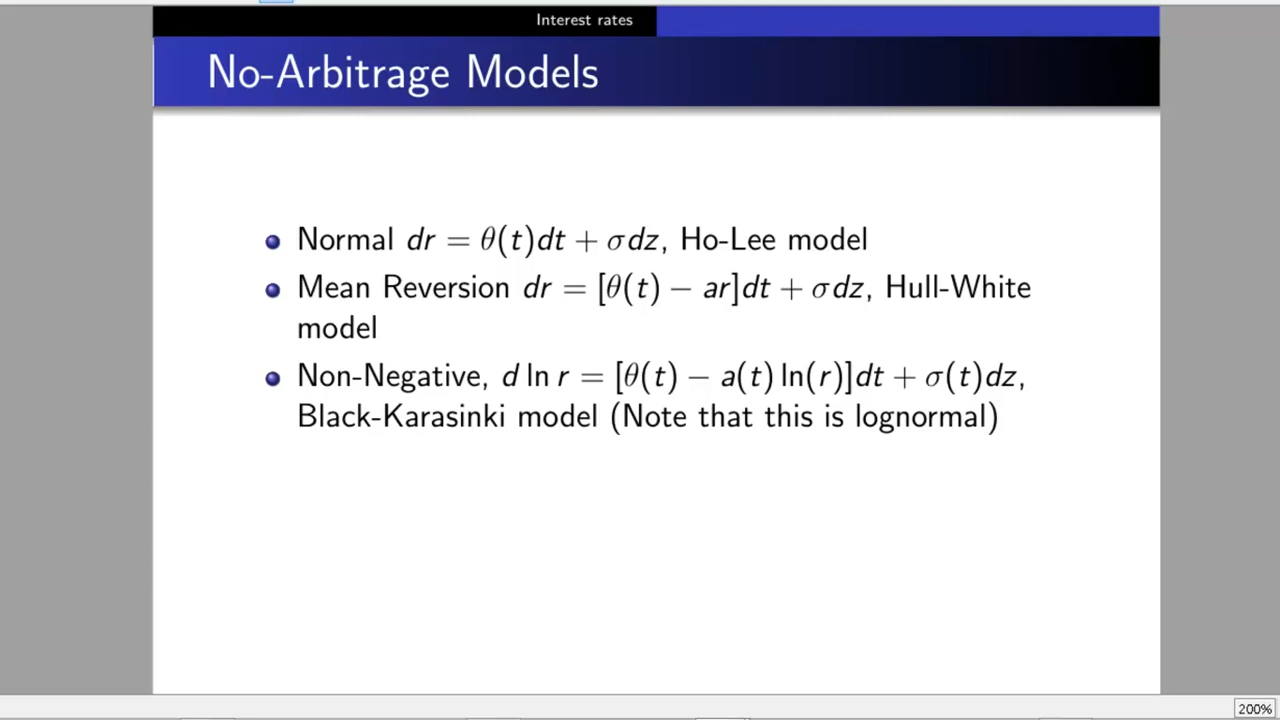 Interest rates
No-Arbitrage Models
Normal dr = θ(t)dt + σdz, Ho-Lee model
Mean Reversion dr = [θ(t) − ar]dt + σdz, Hull-White
model
Non-Negative, d ln r = [θ(t) − a(t) ln(r)]dt + σ(t)dz,
Black-Karasinki model (Note that this is lognormal)
200%